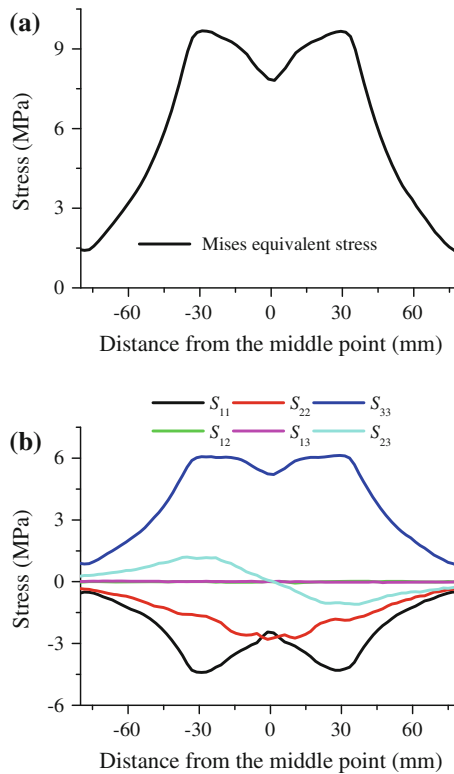 (a)
9
6
3
0
Stress (MPa)
Mises equivalent stress
-60 -30 0 30 60
Distance from the middle point (mm)
S11 S22 S33
S12 S13 S23
(b)
6
3
0
-3
-6
Stress (MPa)
-60 -30 0 30 60
Distance from the middle point (mm)